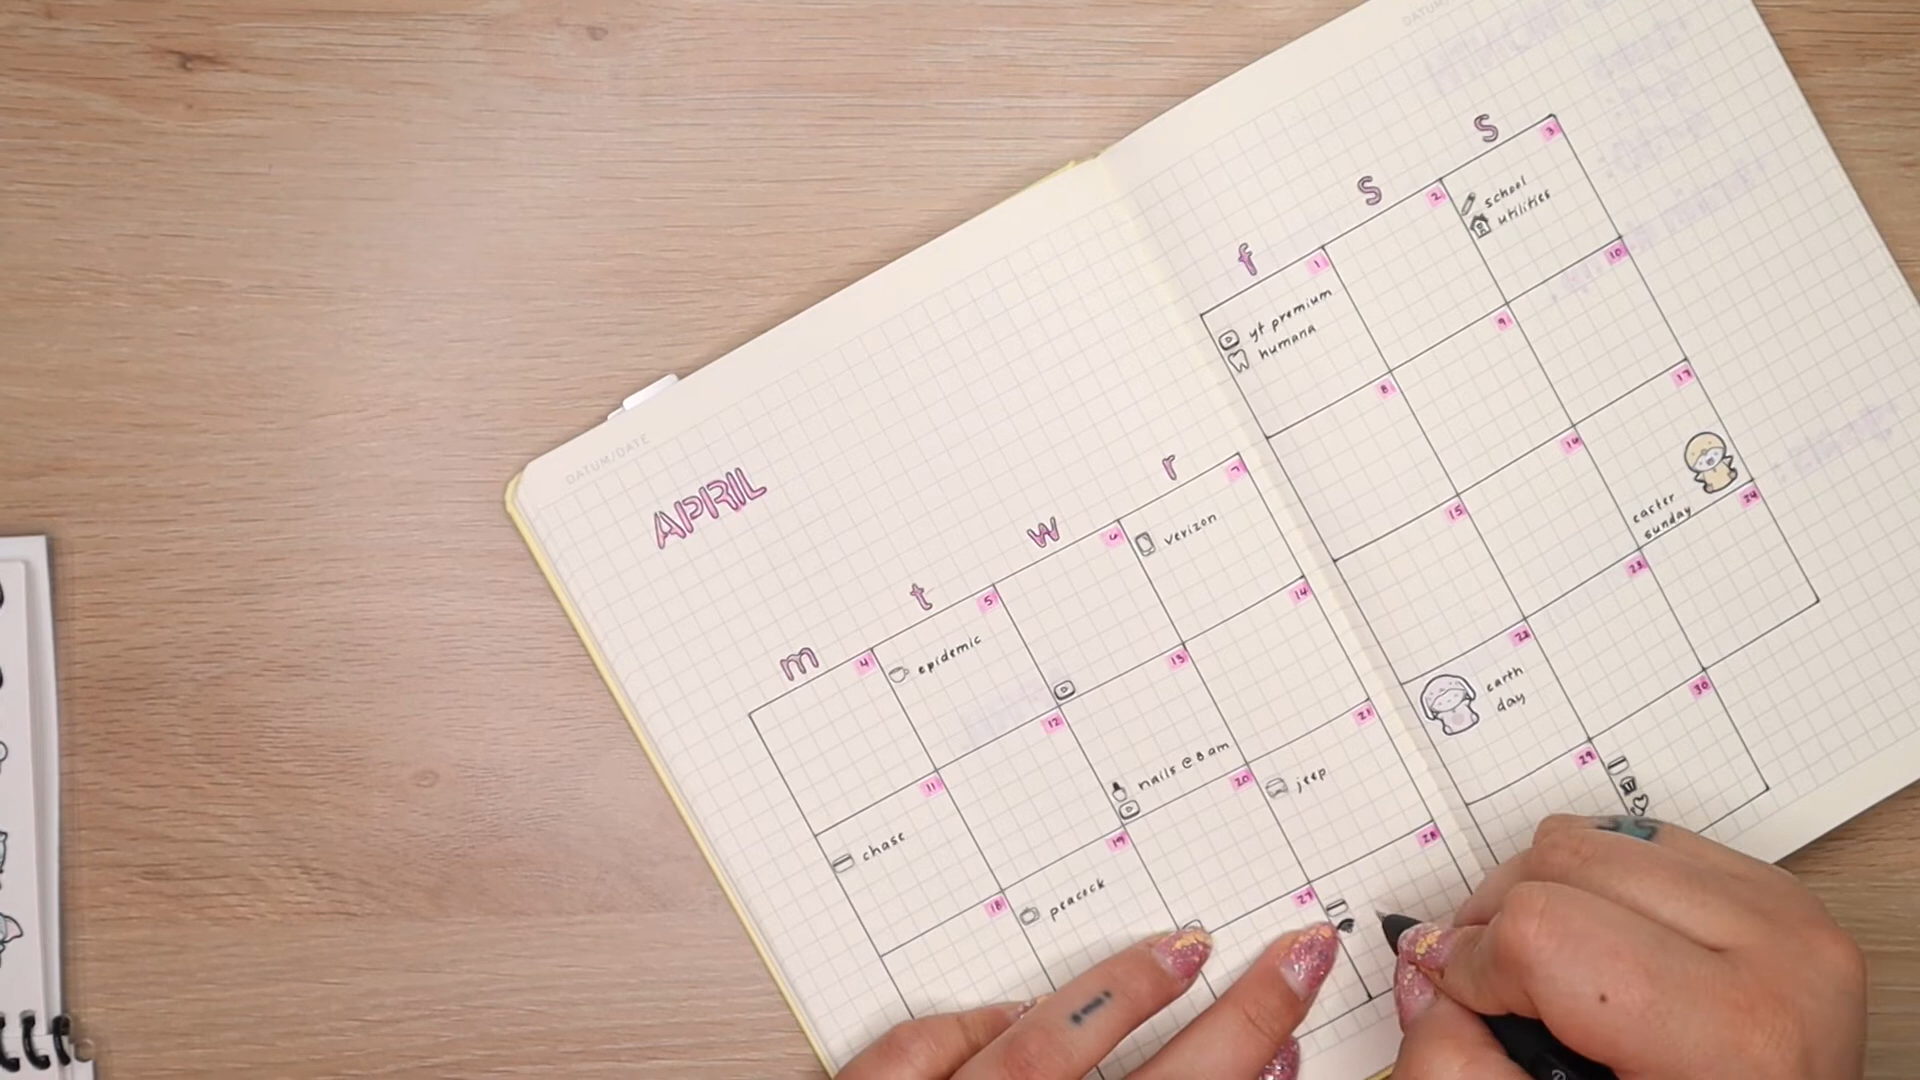 DATUM/DATE
APRIL
m t w r
4 5 6 7
epidemic
verizon
11 12 13 14
chase
nails @ 8 am
18 19 20 21
peacock
jeep
27 28
f s s
1 2 3
yt premium
humana
school
utilities
8 9 10
15 16 17
easter
sunday
22 23 24
earth
day
29 30